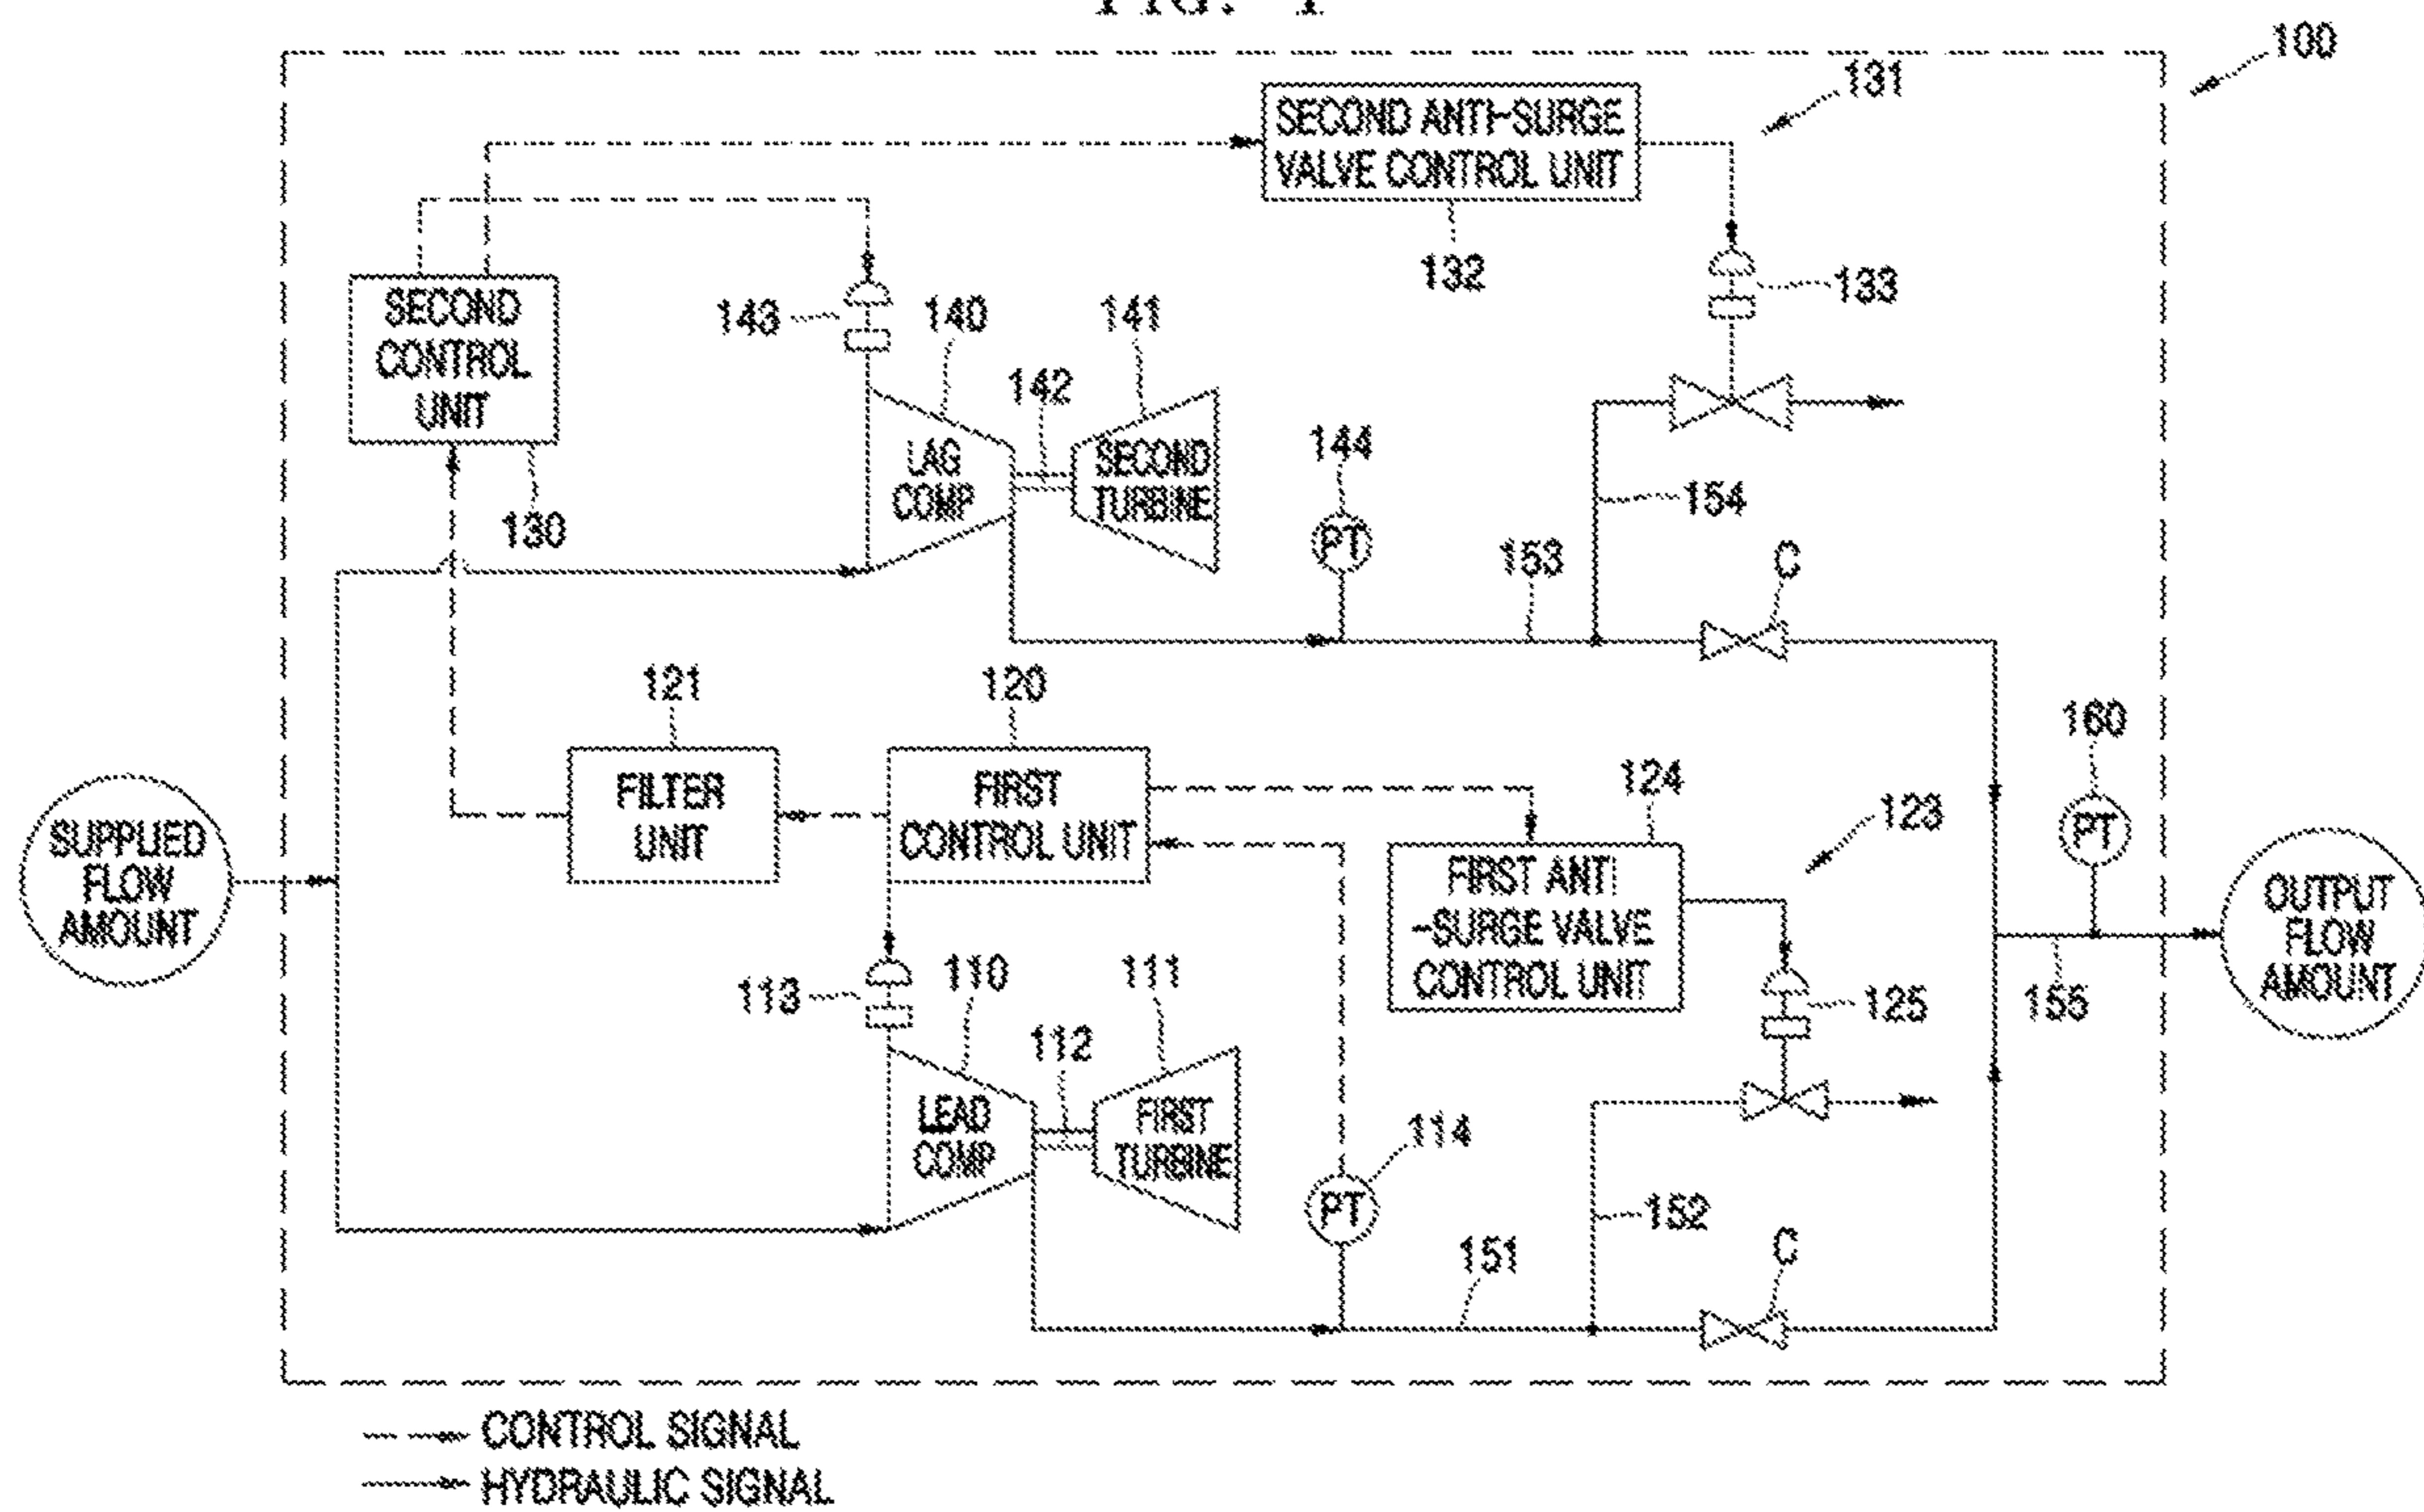 FIG. 1
100
131
SECOND ANTI-SURGE
VALVE CONTROL UNIT
132
133
SECOND
CONTROL
UNIT
130
143
140
141
142
LAG
COMP
SECOND
TURBINE
144
PT
154
153
C
121
120
FILTER
UNIT
FIRST
CONTROL UNIT
124
123
160
PT
SUPPLIED
FLOW
AMOUNT
FIRST ANTI
-SURGE VALVE
CONTROL UNIT
OUTPUT
FLOW
AMOUNT
155
125
113
110
111
112
LEAD
COMP
FIRST
TURBINE
114
PT
152
151
C
CONTROL SIGNAL
HYDRAULIC SIGNAL